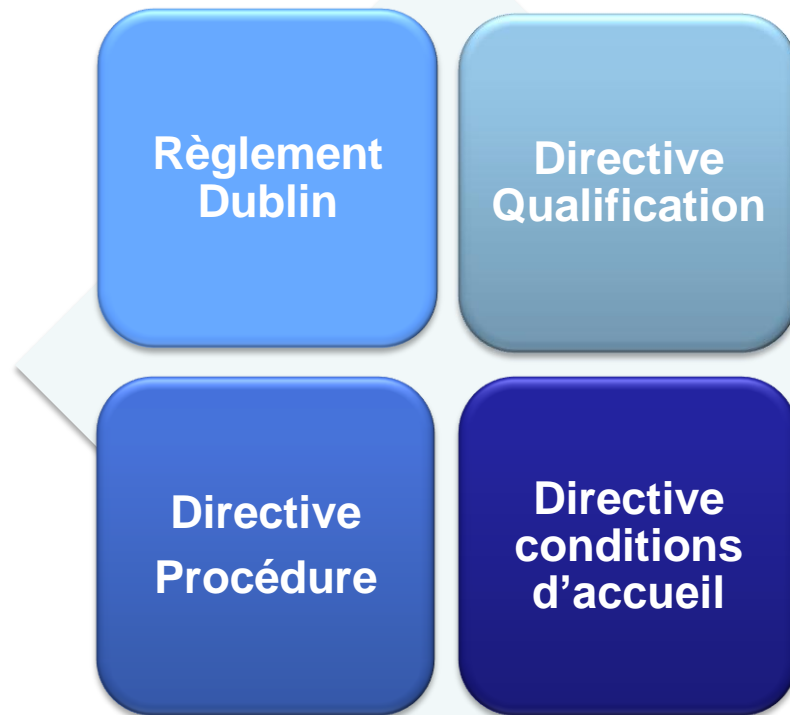 Règlement
Dublin
Directive
Qualification
Directive
Procédure
Directive
conditions
d’accueil